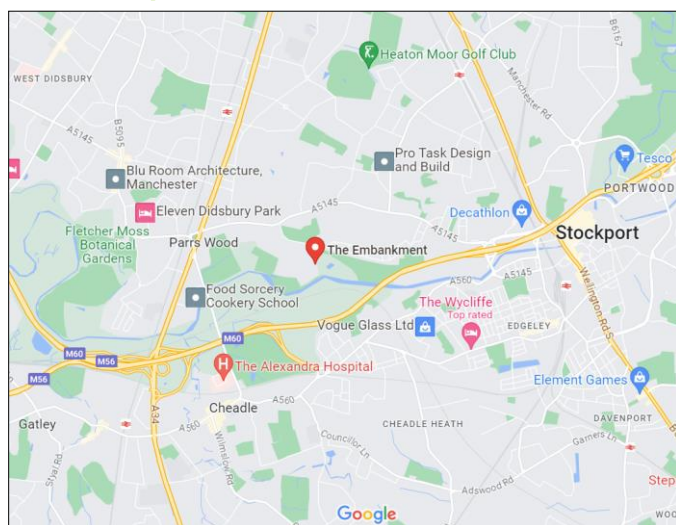 Heaton Moor Golf Club
B6167
WEST DIDSBURY
Manchester Rd
A5145
B5095
Pro Task Design
and Build
Tesco
Blu Room Architecture,
Manchester
PORTWOOD
Eleven Didsbury Park
A5145
Decathlon
Fletcher Moss
Botanical
Gardens
Parrs Wood
The Embankment
Stockport
A560
A5145
Food Sorcery
Cookery School
The Wycliffe
Top rated
Wellington Rd S.
M60
Vogue Glass Ltd
EDGELEY
M60
M56
M56
The Alexandra Hospital
Element Games
A34
Cheadle
A560
DAVENPORT
Gatley
A560
CHEADLE HEATH
Councillor Ln
Garners Ln
Styal Rd
Wilmslow Rd
Adswood Rd
Step
Google
WOO